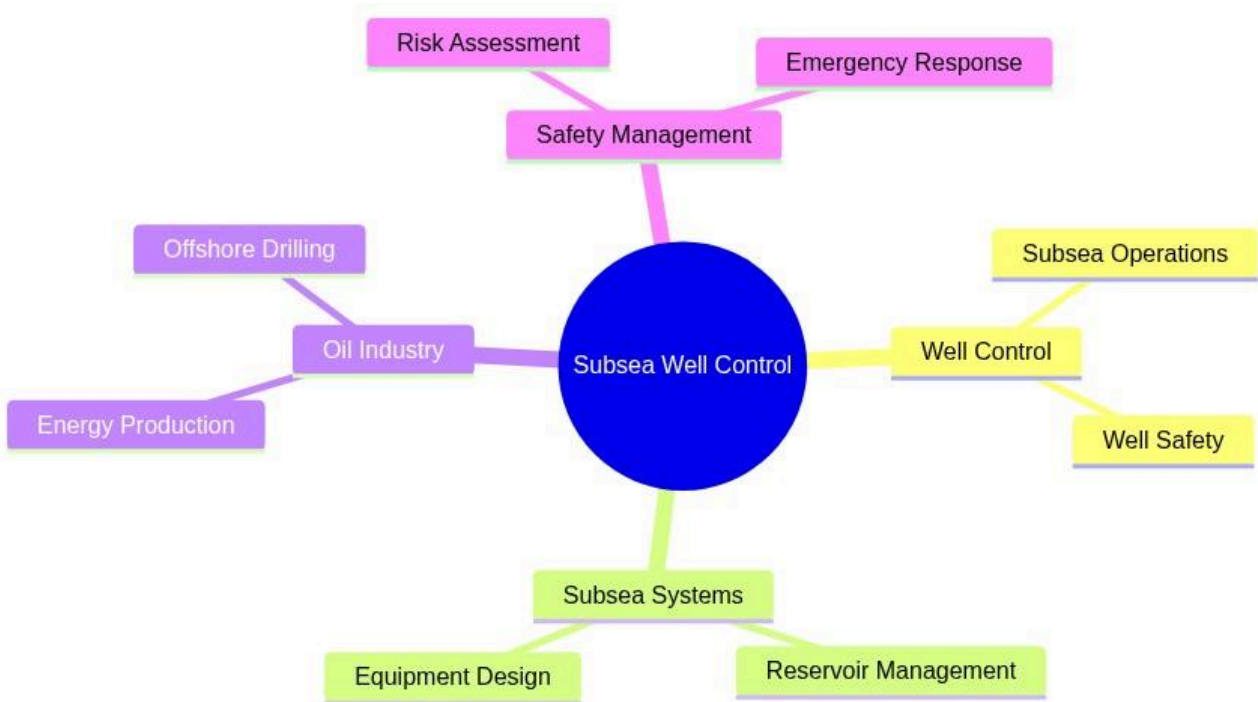 Risk Assessment
Emergency Response
Safety Management
Offshore Drilling
Subsea Operations
Oil Industry
Subsea Well Control
Well Control
Energy Production
Well Safety
Subsea Systems
Equipment Design
Reservoir Management